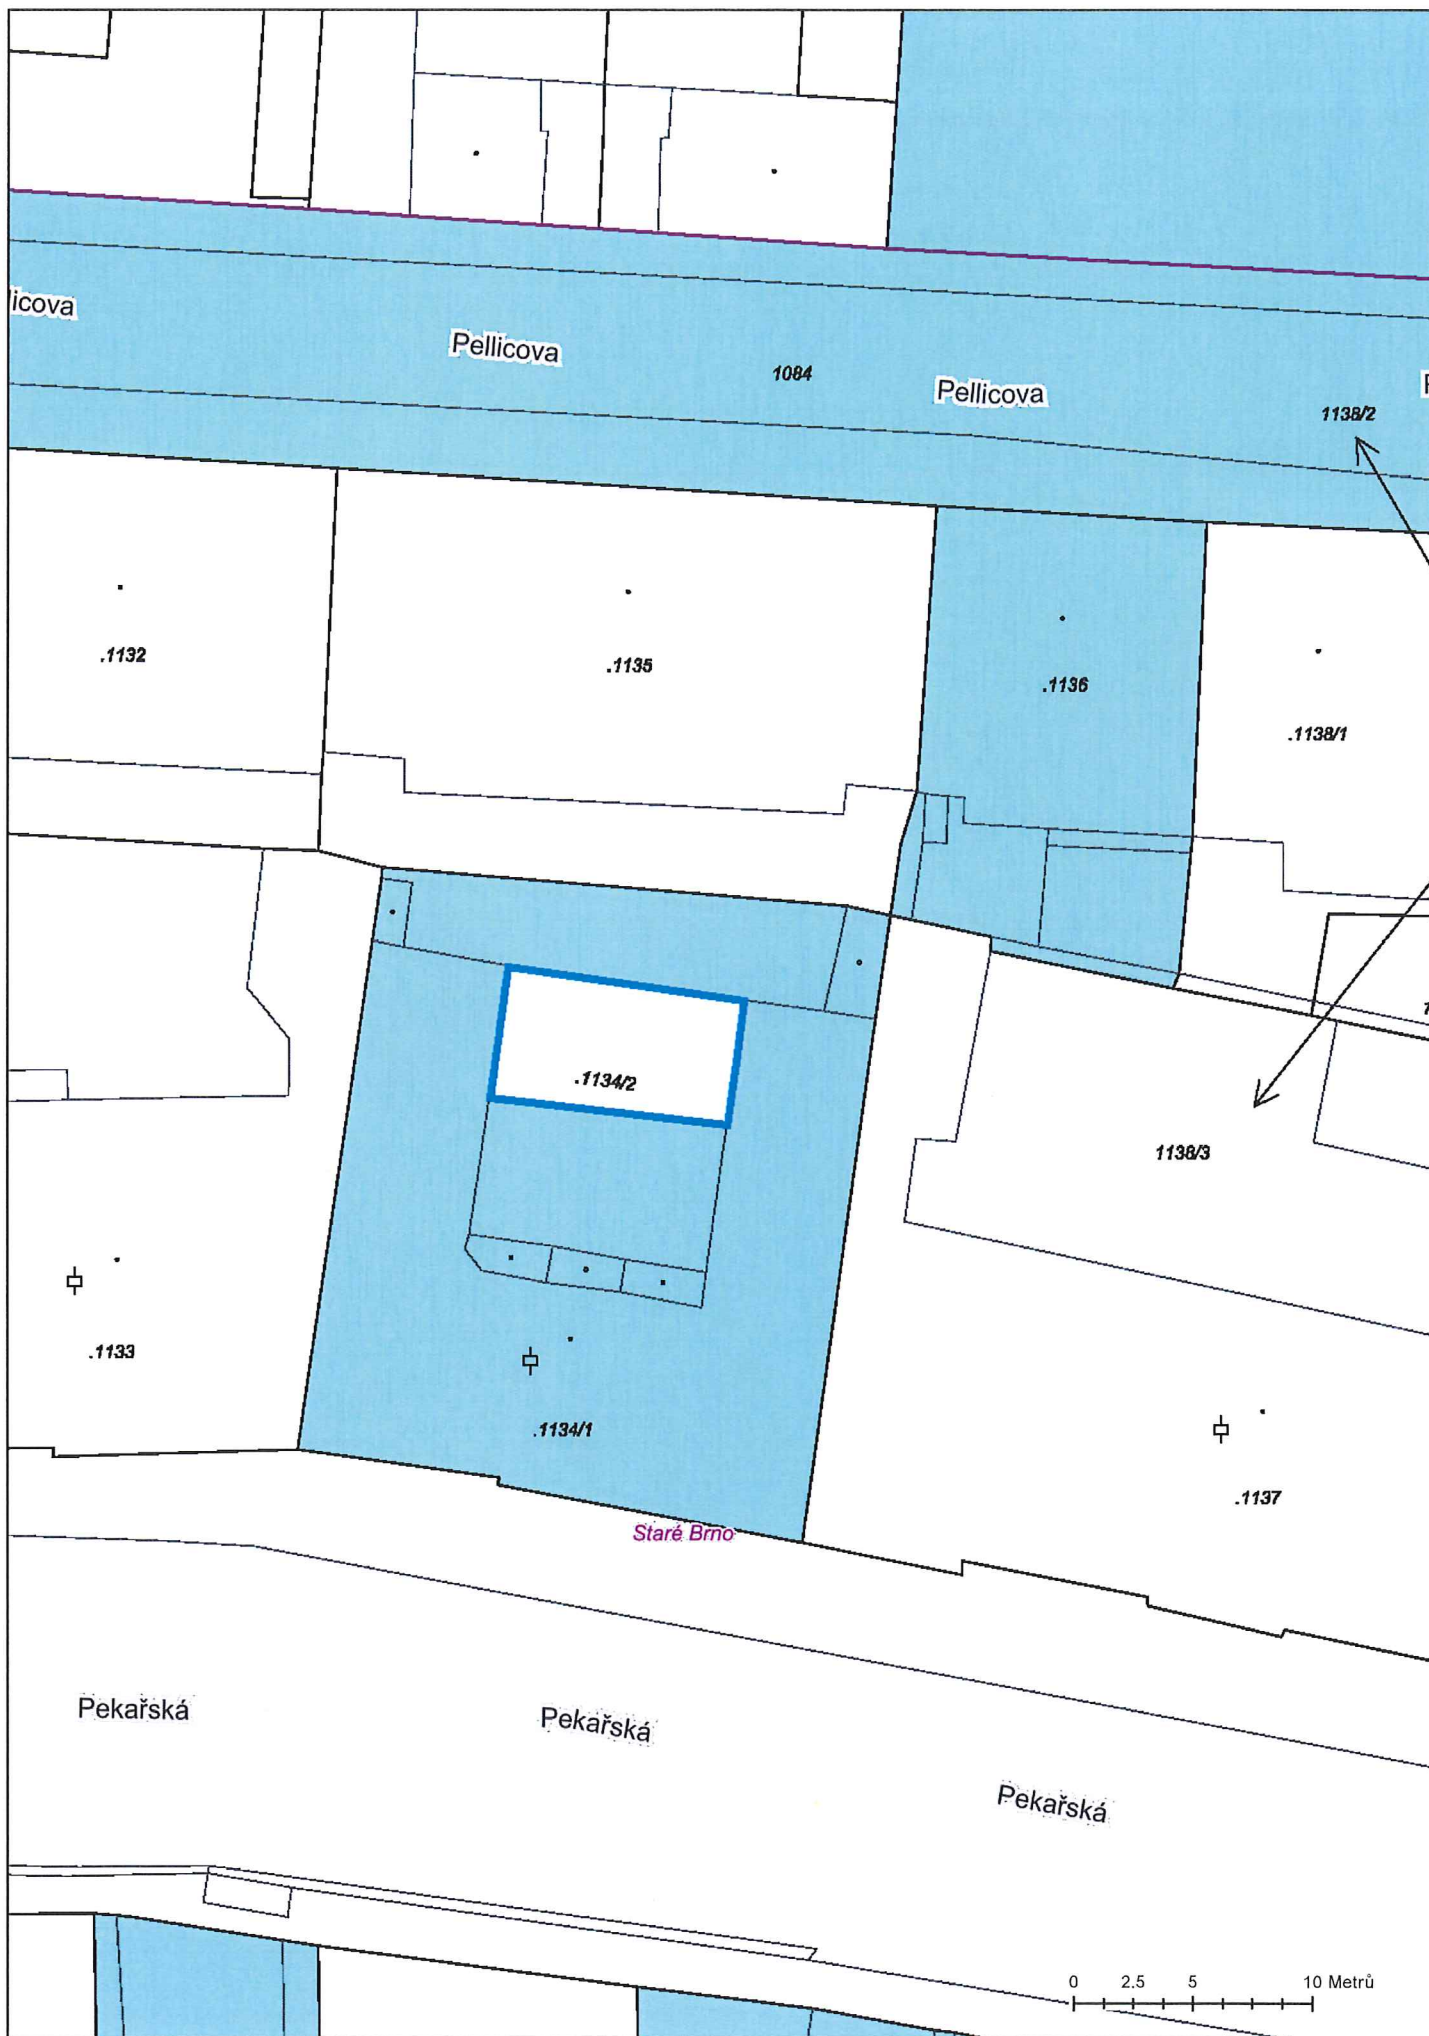 licova
Pellicova
1084
Pellicova
1138/2
.1132
.1135
.1136
.1138/1
.1134/2
1138/3
.1133
.1134/1
.1137
Staré Brno
Pekařská
Pekařská
Pekařská
0 2.5 5 10 Metrů